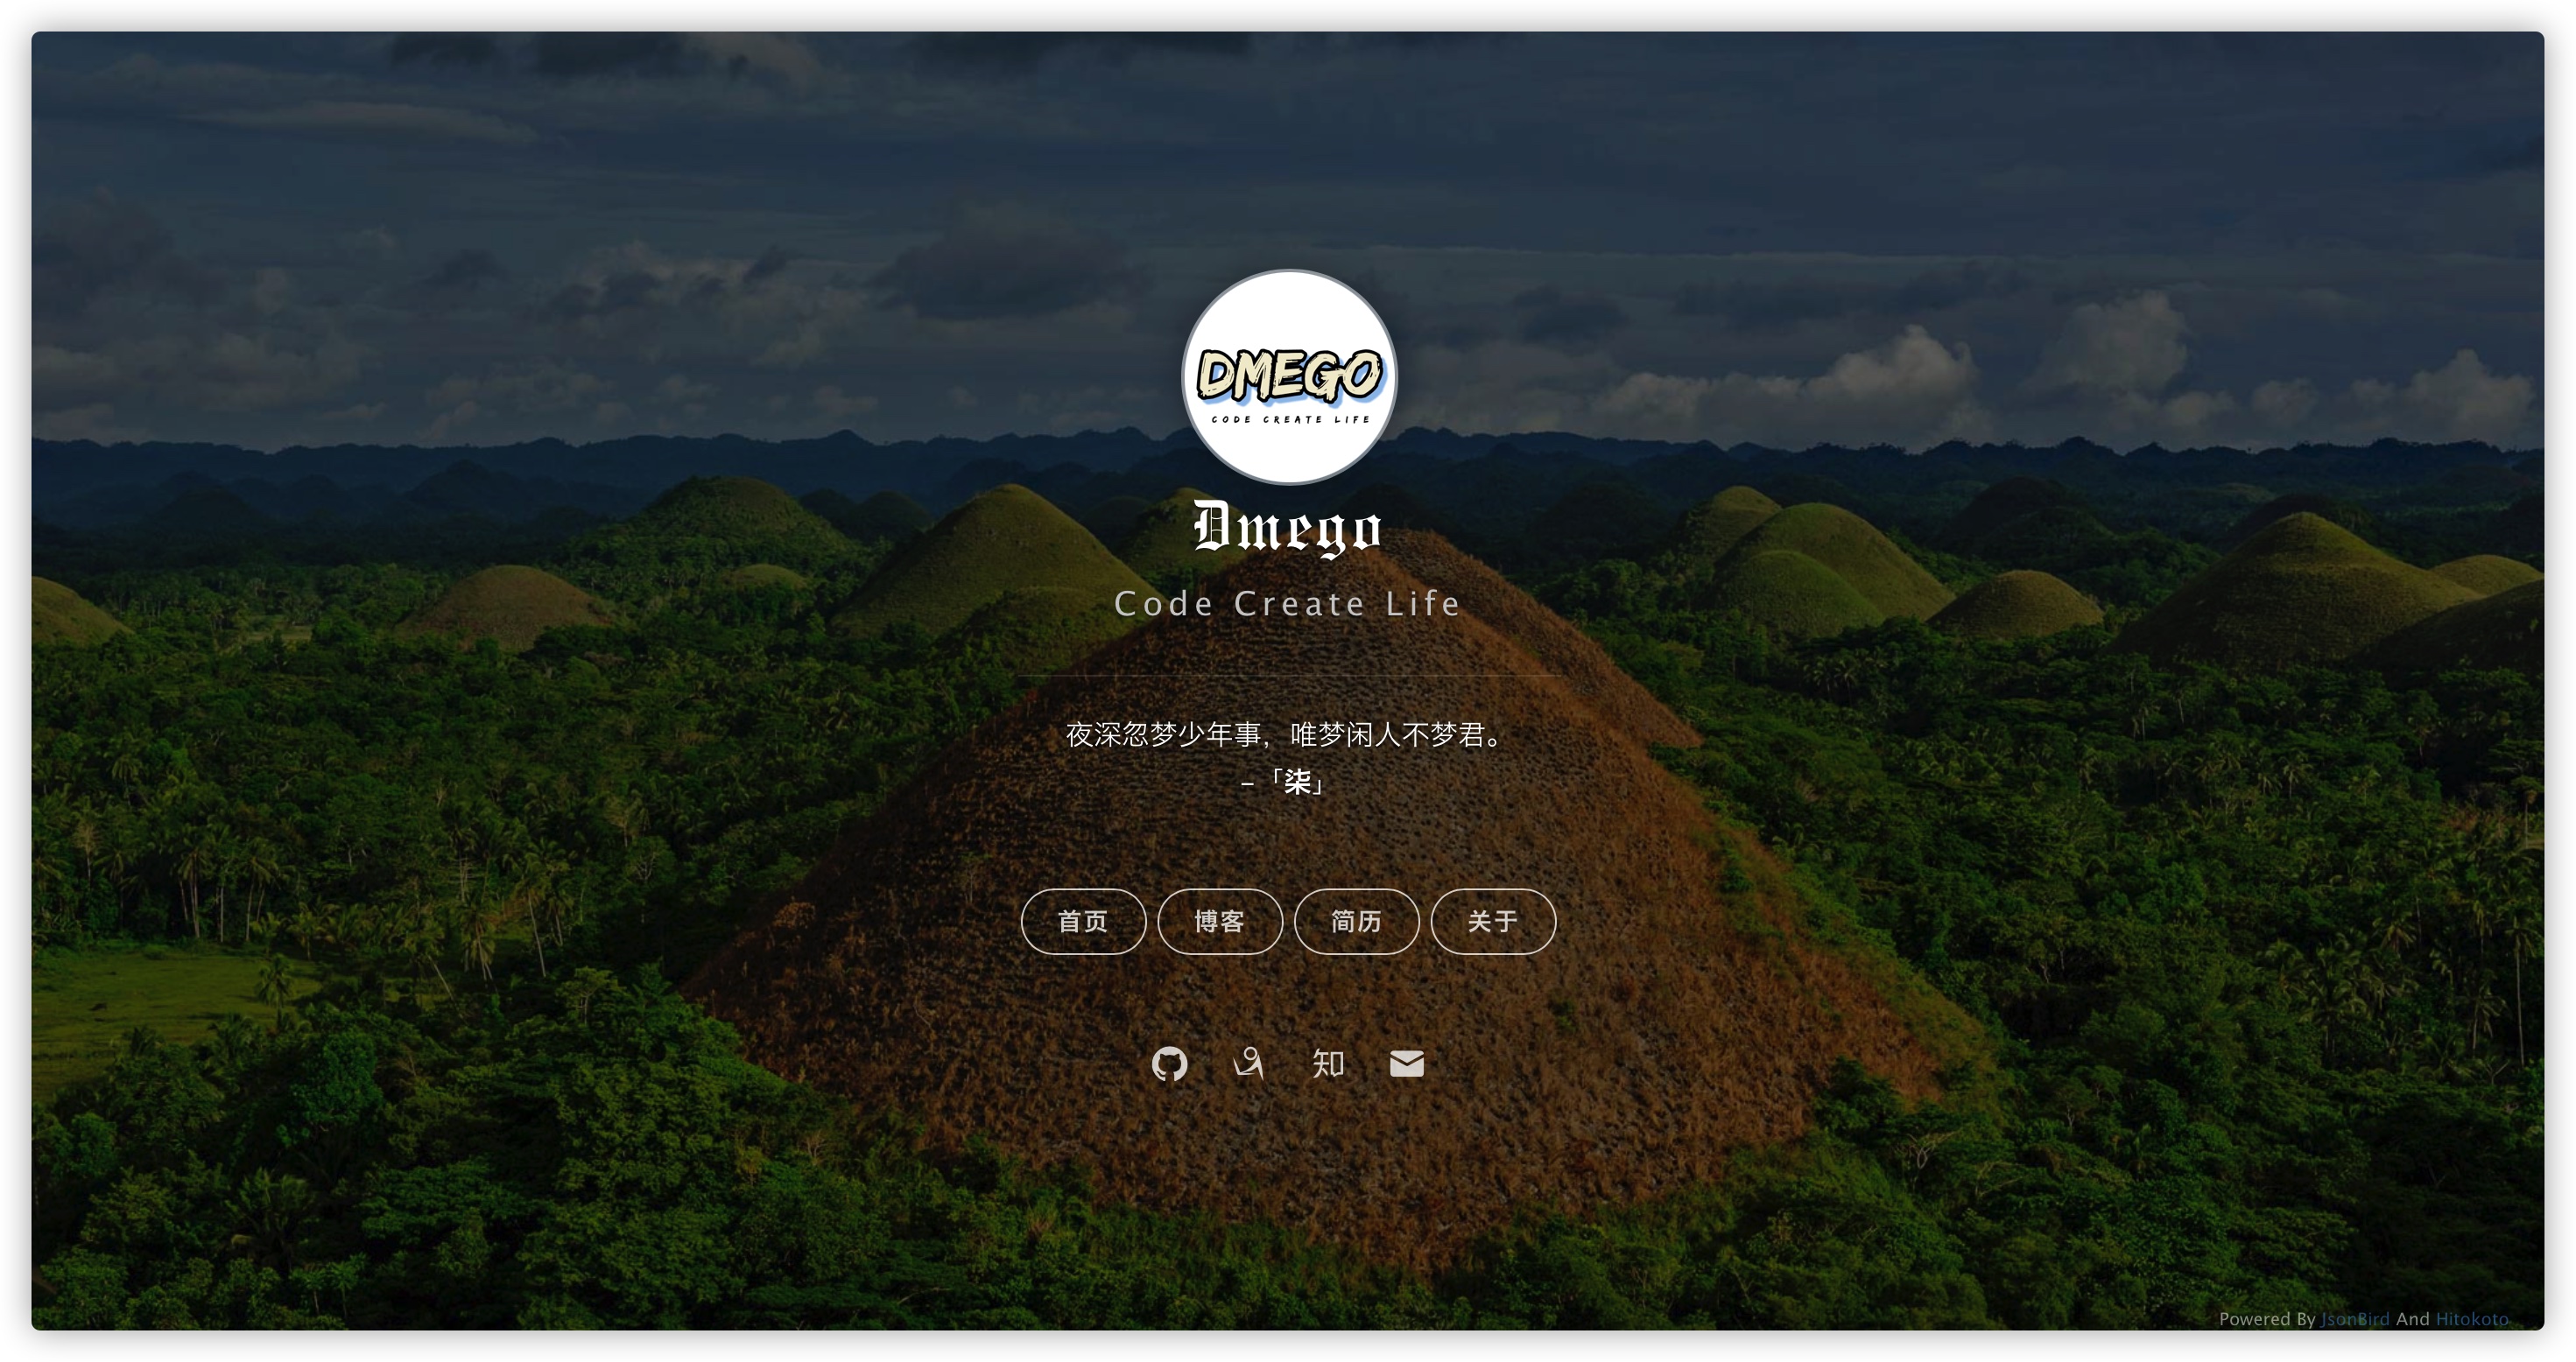 DMEGO
CODE CREATE LIFE
Dmego
Code Create Life
夜深忽梦少年事，唯梦闲人不梦君。
-「柒」
首页 博客 简历 关于
知
Powered By JsonBird And Hitokoto